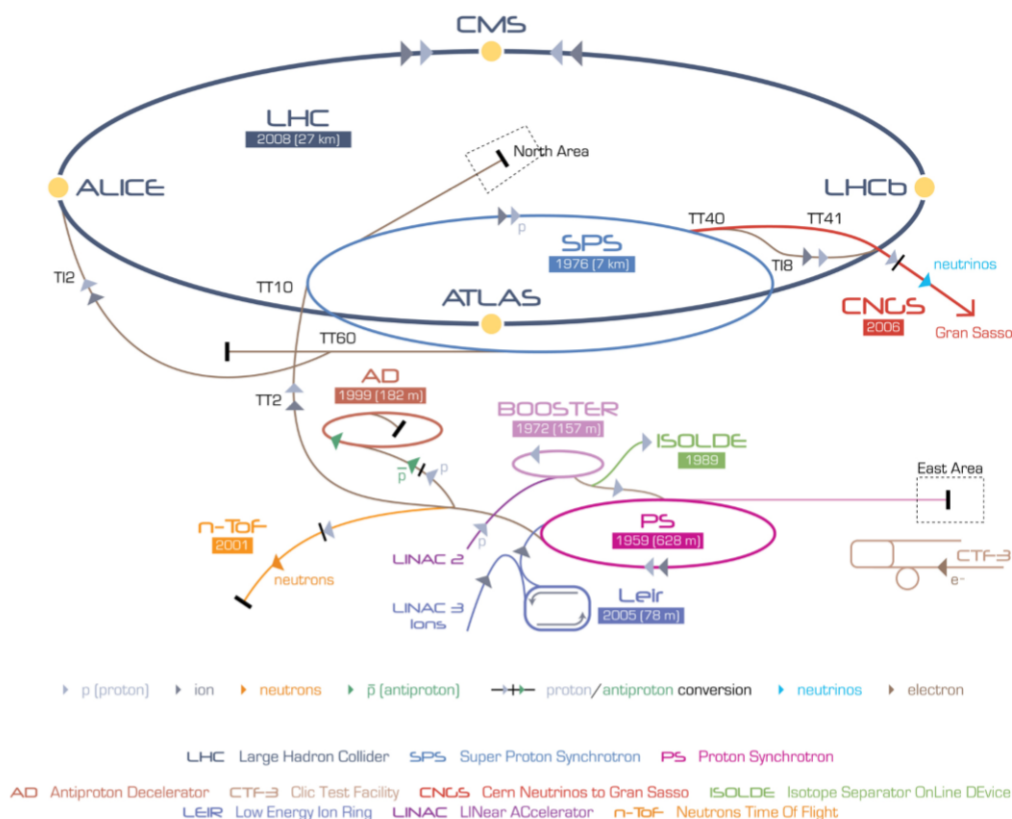 CMS
LHC
2008 (27 km)
North Area
ALICE
LHCb
TT40
TT41
SPS
1976 (7 km)
p
TI2
TI8
neutrinos
TT10
ATLAS
CNGS
2006
Gran Sasso
TT60
AD
1999 (182 m)
TT2
BOOSTER
1972 (157 m)
ISOLDE
1989
p̅
p
East Area
n-ToF
2001
PS
1959 (628 m)
LINAC 2
p
CTF-3
e-
neutrons
LINAC 3
Ions
Leir
2005 (78 m)
p (proton) ion neutrons p̅ (antiproton) proton/antiproton conversion neutrinos electron
LHC Large Hadron Collider SPS Super Proton Synchrotron PS Proton Synchrotron
AD Antiproton Decelerator CTF-3 Clic Test Facility CNGS Cern Neutrinos to Gran Sasso ISOLDE Isotope Separator OnLine DEvice
LEIR Low Energy Ion Ring LINAC LINear ACcelerator n-ToF Neutrons Time Of Flight